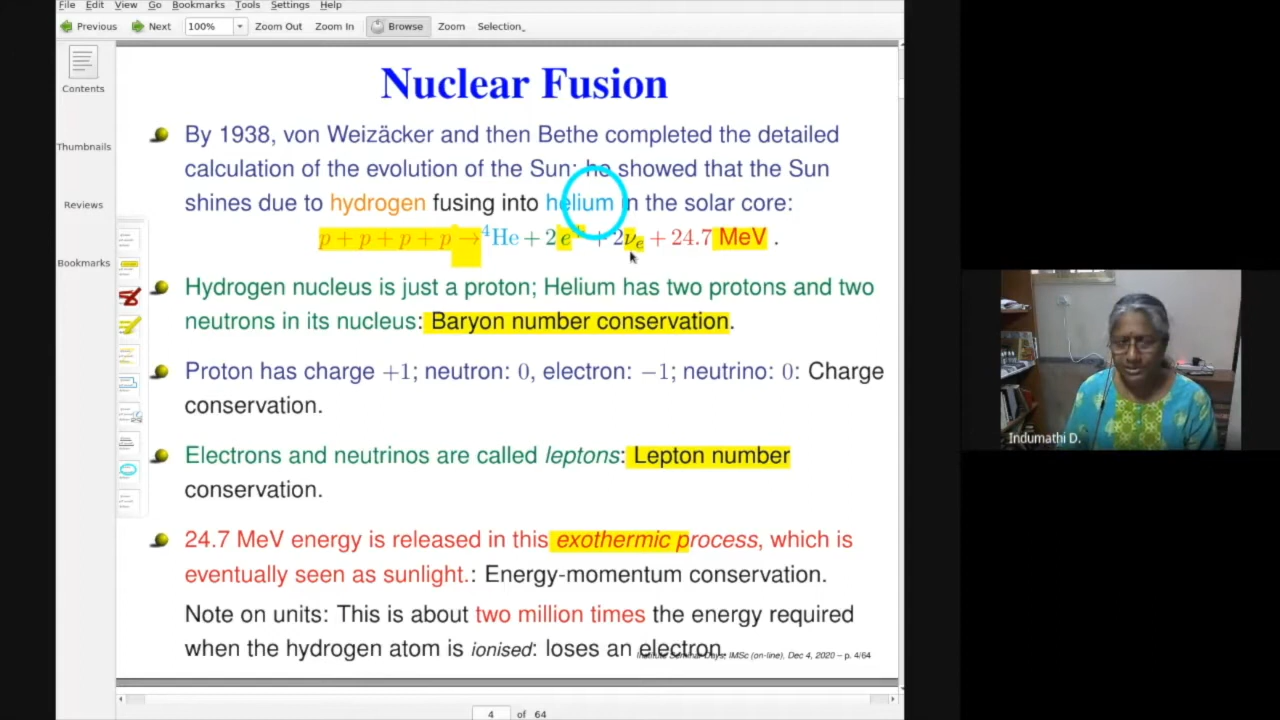 File Edit View Go Bookmarks Tools Settings Help
Previous Next 100% Zoom Out Zoom In Browse Zoom Selection
Contents
Thumbnails
Reviews
Bookmarks
Nuclear Fusion
By 1938, von Weizäcker and then Bethe completed the detailed
calculation of the evolution of the Sun; he showed that the Sun
shines due to hydrogen fusing into helium in the solar core:
p + p + p + p → ⁴He + 2e⁺ + 2νₑ + 24.7 MeV .
Hydrogen nucleus is just a proton; Helium has two protons and two
neutrons in its nucleus: Baryon number conservation.
Proton has charge +1; neutron: 0, electron: −1; neutrino: 0: Charge
conservation.
Electrons and neutrinos are called leptons: Lepton number
conservation.
24.7 MeV energy is released in this exothermic process, which is
eventually seen as sunlight.: Energy-momentum conservation.
Note on units: This is about two million times the energy required
when the hydrogen atom is ionised: loses an electron.
Institute Seminar Days, IMSc (on-line), Dec 4, 2020 – p. 4/64
4 of 64
Indumathi D.